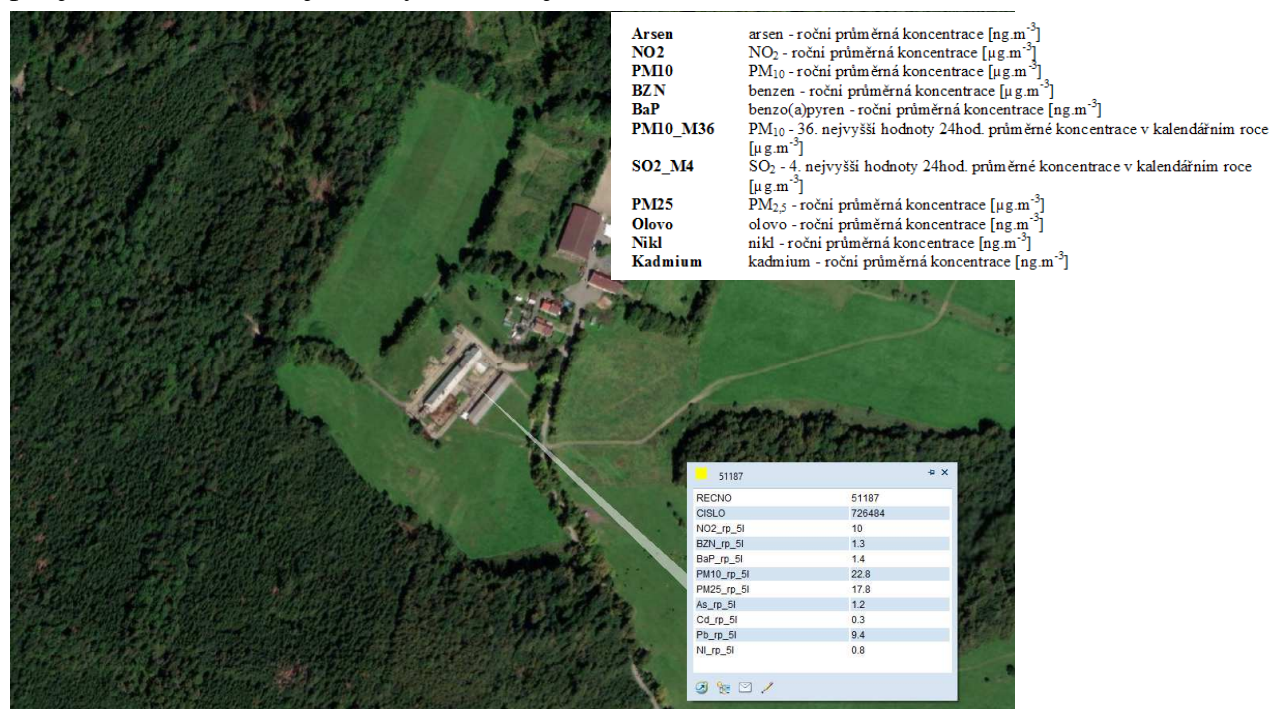 Arsen arsen - roční průměrná koncentrace [ng.m-3]
NO2 NO2 - roční průměrná koncentrace [µg.m-3]
PM10 PM10 - roční průměrná koncentrace [µg.m-3]
BZN benzen - roční průměrná koncentrace [µg.m-3]
BaP benzo(a)pyren - roční průměrná koncentrace [ng.m-3]
PM10_M36 PM10 - 36. nejvyšší hodnoty 24hod. průměrné koncentrace v kalendářním roce
[µg.m-3]
SO2_M4 SO2 - 4. nejvyšší hodnoty 24hod. průměrné koncentrace v kalendářním roce
[µg.m-3]
PM25 PM2,5 - roční průměrná koncentrace [µg.m-3]
Olovo olovo - roční průměrná koncentrace [ng.m-3]
Nikl nikl - roční průměrná koncentrace [ng.m-3]
Kadmium kadmium - roční průměrná koncentrace [ng.m-3]
51187
RECNO 51187
CISLO 726484
NO2_rp_5l 10
BZN_rp_5l 1.3
BaP_rp_5l 1.4
PM10_rp_5l 22.8
PM25_rp_5l 17.8
As_rp_5l 1.2
Cd_rp_5l 0.3
Pb_rp_5l 9.4
NI_rp_5l 0.8